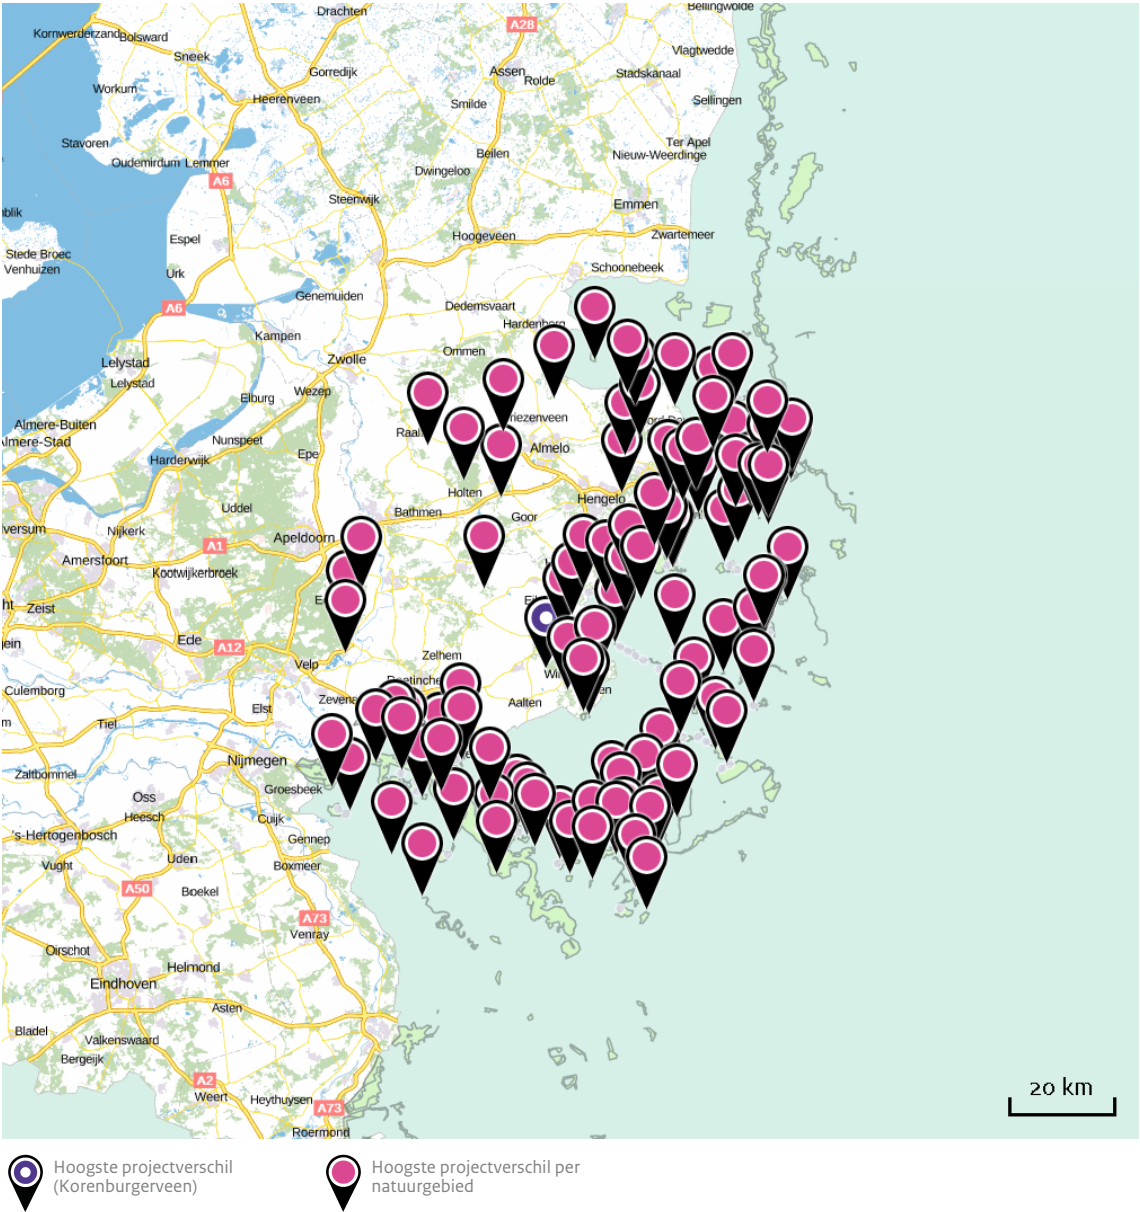 Drachten
Bellingwolde
Kornwerderzand
Bolsward
A28
Sneek
Vlagtwedde
Gorredijk
Assen
Rolde
Stadskanaal
Workum
Heerenveen
Smilde
Sellingen
Stavoren
Ter Apel
Oudemirdum
Lemmer
Beilen
Nieuw-Weerdinge
Dwingeloo
A6
Steenwijk
Emmen
Espel
Hoogeveen
Zwartemeer
Stede Broec
Venhuizen
Urk
Schoonebeek
Genemuiden
A6
Dedemsvaart
Hardenberg
Kampen
Ommen
Zwolle
Lelystad
Lelystad
Wezep
Elburg
Almere-Buiten
Almere-Stad
Nunspeet
Almelo
Epe
Harderwijk
Holten
Hengelo
Uddel
Bathmen
Goor
Nijkerk
Apeldoorn
A1
Amersfoort
Kootwijkerbroek
Zeist
Ede
A12
Zelhem
Velp
Culemborg
Aalten
Elst
Tiel
Nijmegen
Zaltbommel
Groesbeek
Oss
Heesch
Cuijk
's-Hertogenbosch
Gennep
Uden
Vught
Boxmeer
A50
Boekel
A73
Venray
Oirschot
Helmond
Eindhoven
Asten
Bladel
Valkenswaard
Bergeijk
A2
Weert
Heythuysen
A73
Roermond
20 km
Hoogste projectverschil
(Korenburgerveen)
Hoogste projectverschil per
natuurgebied